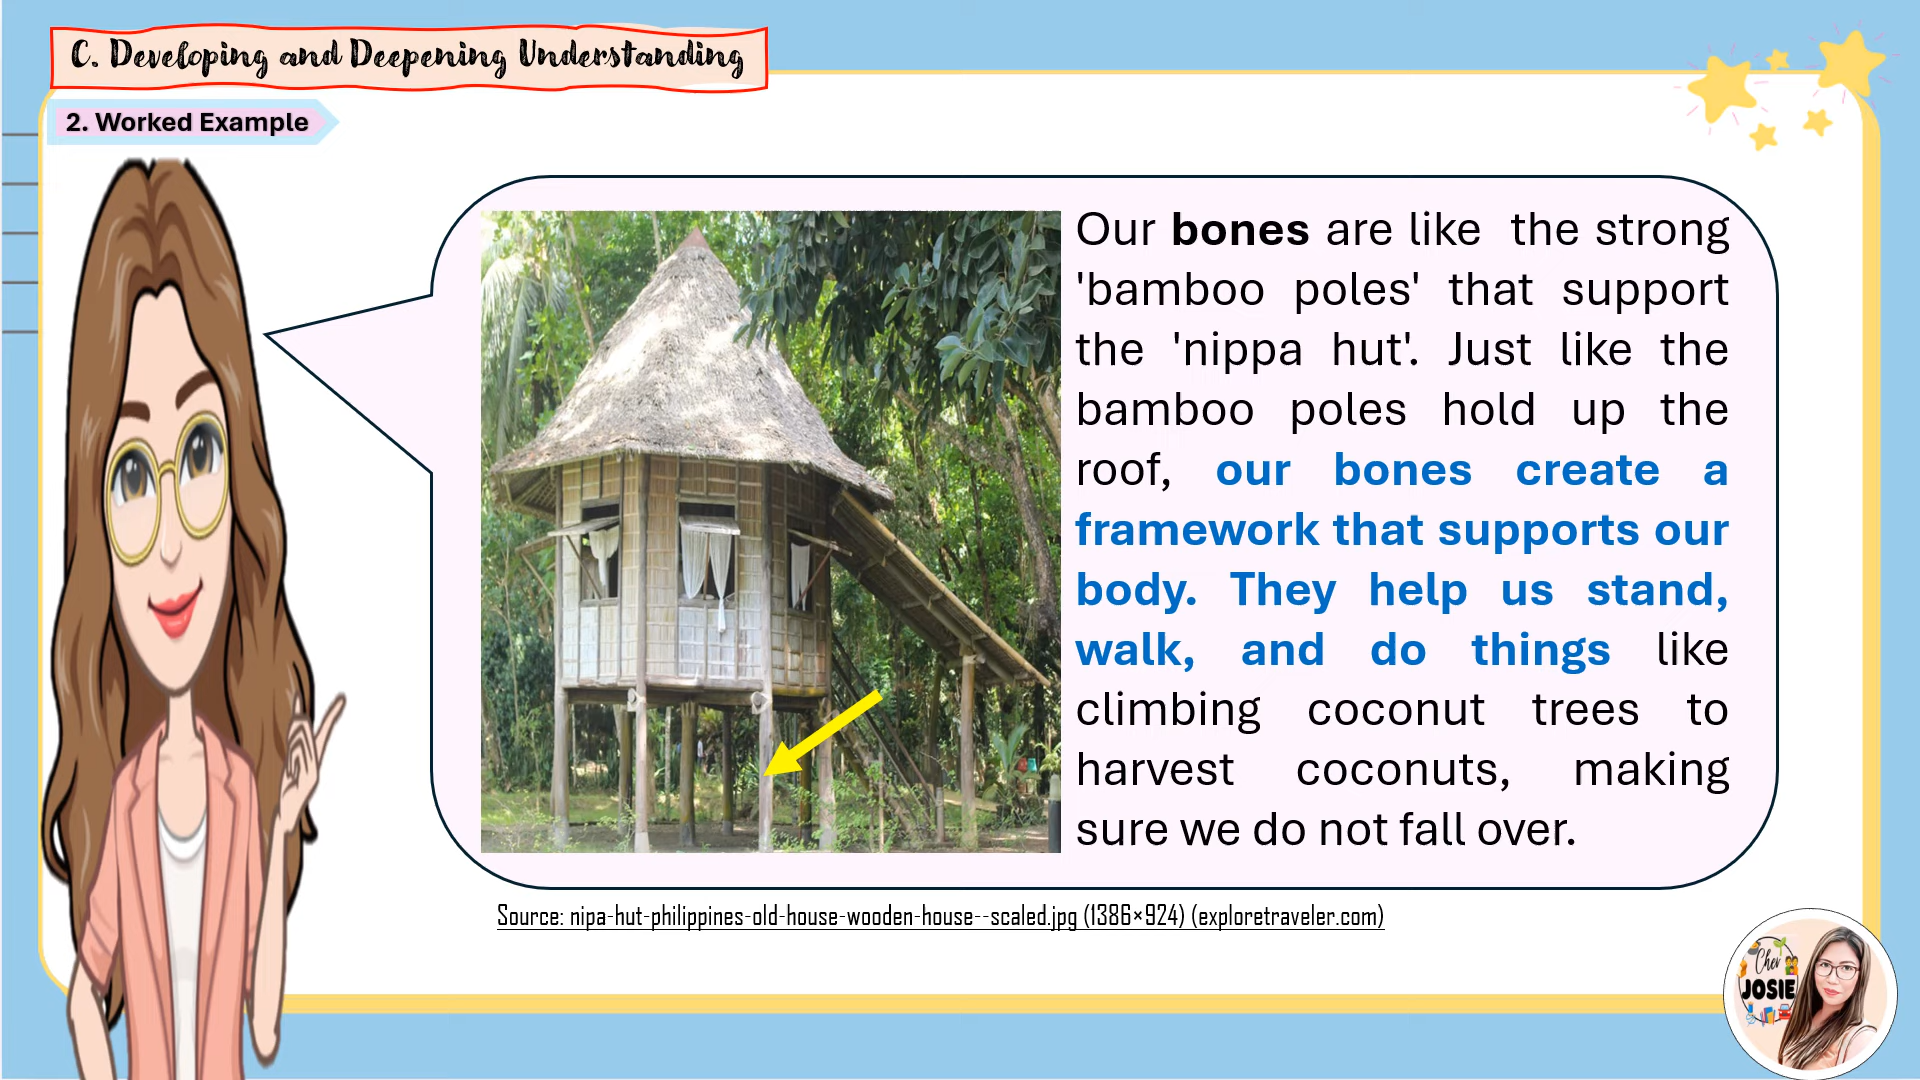 C. Developing and Deepening Understanding
2. Worked Example
Our bones are like the strong
'bamboo poles' that support
the 'nippa hut'. Just like the
bamboo poles hold up the
roof, our bones create a
framework that supports our
body. They help us stand,
walk, and do things like
climbing coconut trees to
harvest coconuts, making
sure we do not fall over.
Source: nipa-hut-philippines-old-house-wooden-house--scaled.jpg (1386×924) (exploretraveler.com)
Cher
JOSIE